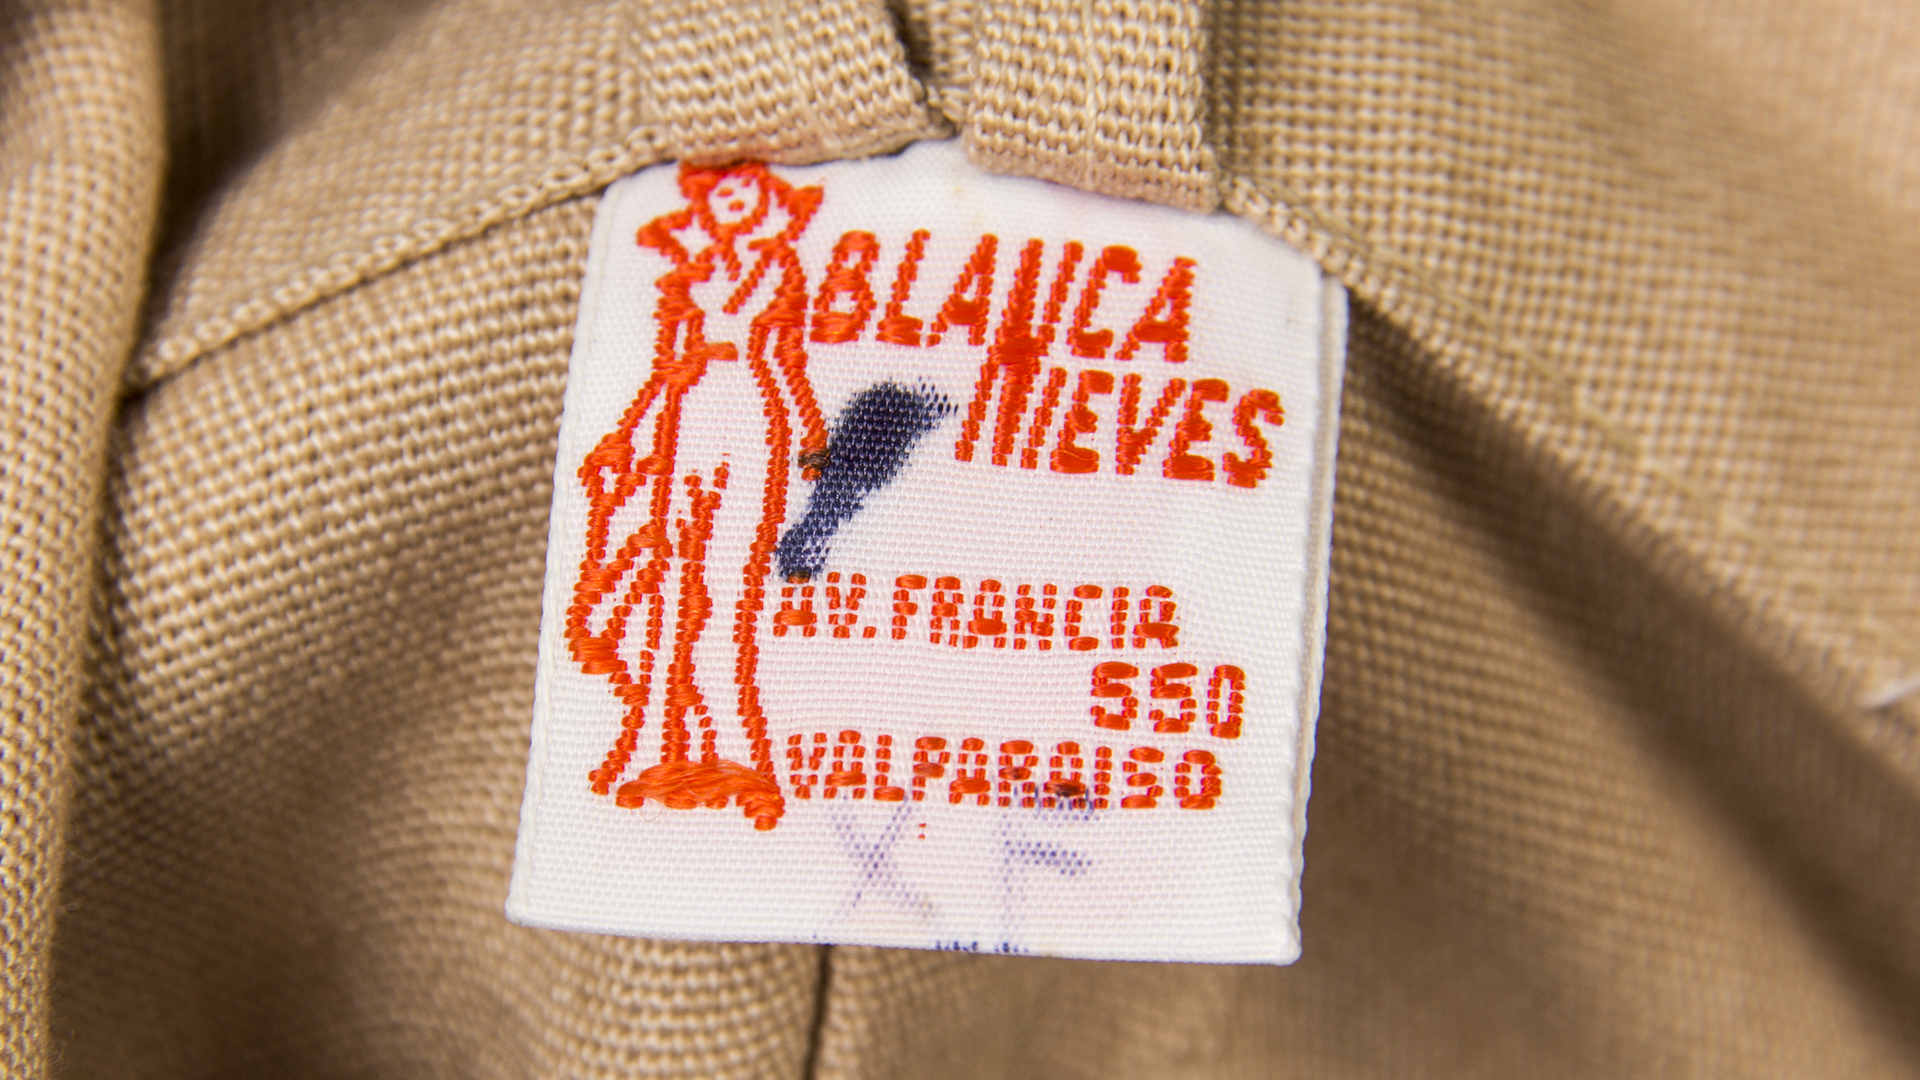 BLANCA
NIEVES
AV. FRANCIA
550
VALPARAISO